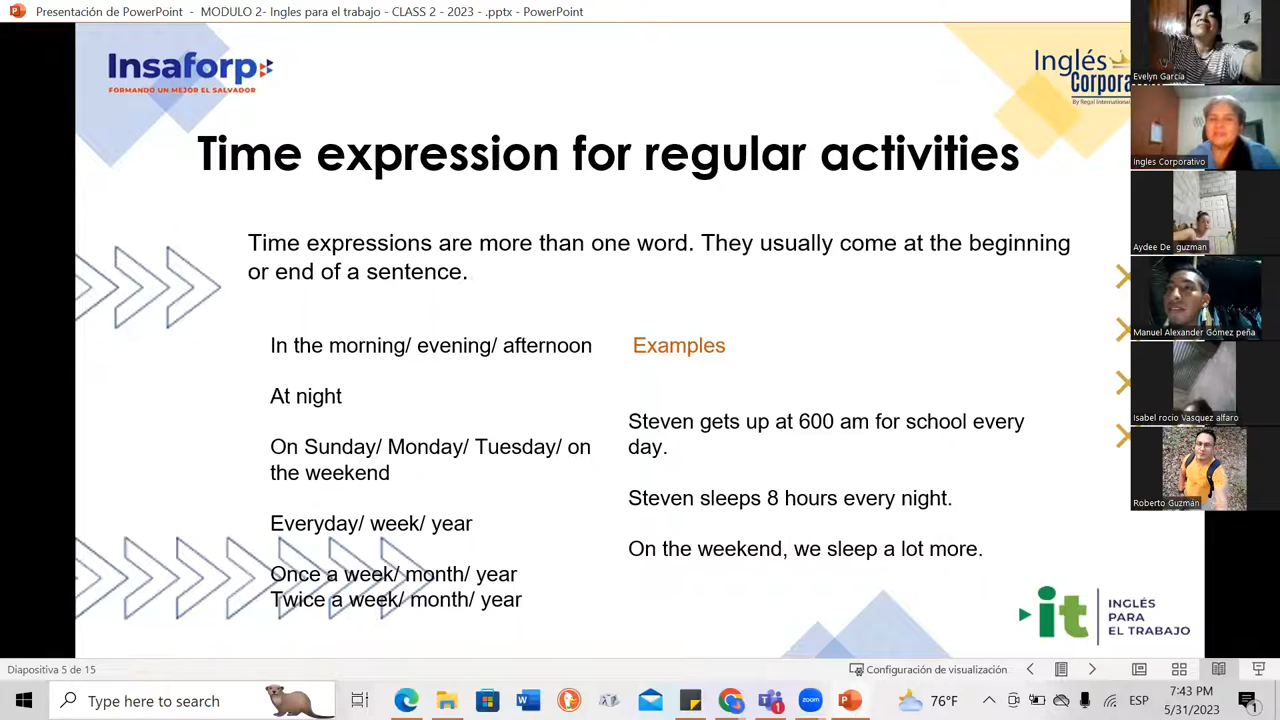 Presentación de PowerPoint - MODULO 2- Ingles para el trabajo - CLASS 2 - 2023 - .pptx - PowerPoint
Insaforp
FORMANDO UN MEJOR EL SALVADOR
Inglés
Corpora
By Regal International
Time expression for regular activities
Time expressions are more than one word. They usually come at the beginning
or end of a sentence.
In the morning/ evening/ afternoon
At night
On Sunday/ Monday/ Tuesday/ on
the weekend
Everyday/ week/ year
Once a week/ month/ year
Twice a week/ month/ year
Examples
Steven gets up at 600 am for school every
day.
Steven sleeps 8 hours every night.
On the weekend, we sleep a lot more.
it
INGLÉS
PARA
EL TRABAJO
Evelyn García
Ingles Corporativo
Aydee De guzman
Manuel Alexander Gómez peña
Isabel rocio Vasquez alfaro
Roberto Guzmán
Diapositiva 5 de 15
Configuración de visualización
Type here to search
zoom
1
76°F
ESP
7:43 PM
5/31/2023
1